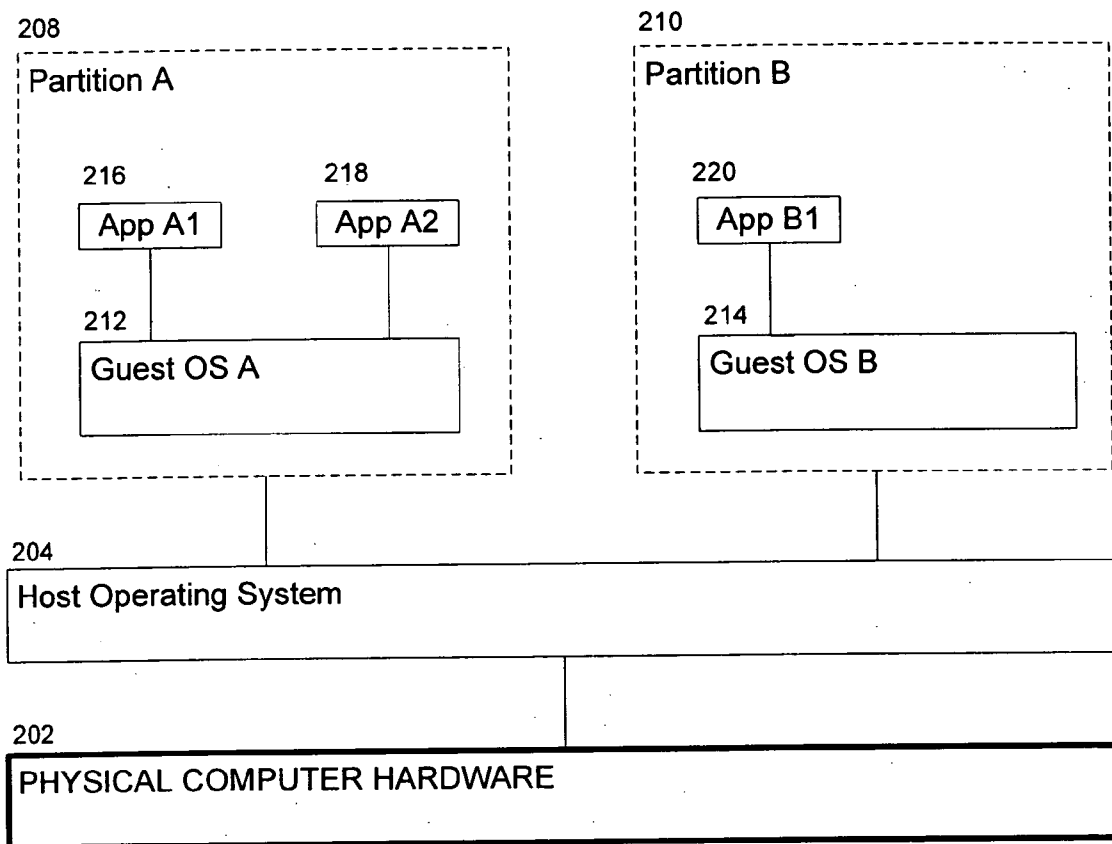 208
210
Partition A
Partition B
216
218
220
App A1
App A2
App B1
212
214
Guest OS A
Guest OS B
204
Host Operating System
202
PHYSICAL COMPUTER HARDWARE